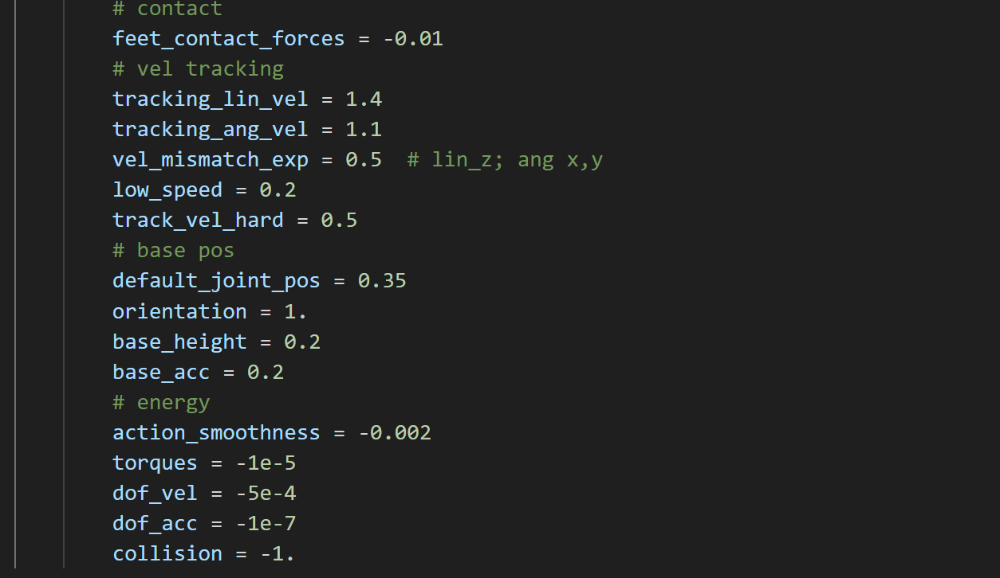 # contact
feet_contact_forces = -0.01
# vel tracking
tracking_lin_vel = 1.4
tracking_ang_vel = 1.1
vel_mismatch_exp = 0.5  # lin_z; ang x,y
low_speed = 0.2
track_vel_hard = 0.5
# base pos
default_joint_pos = 0.35
orientation = 1.
base_height = 0.2
base_acc = 0.2
# energy
action_smoothness = -0.002
torques = -1e-5
dof_vel = -5e-4
dof_acc = -1e-7
collision = -1.